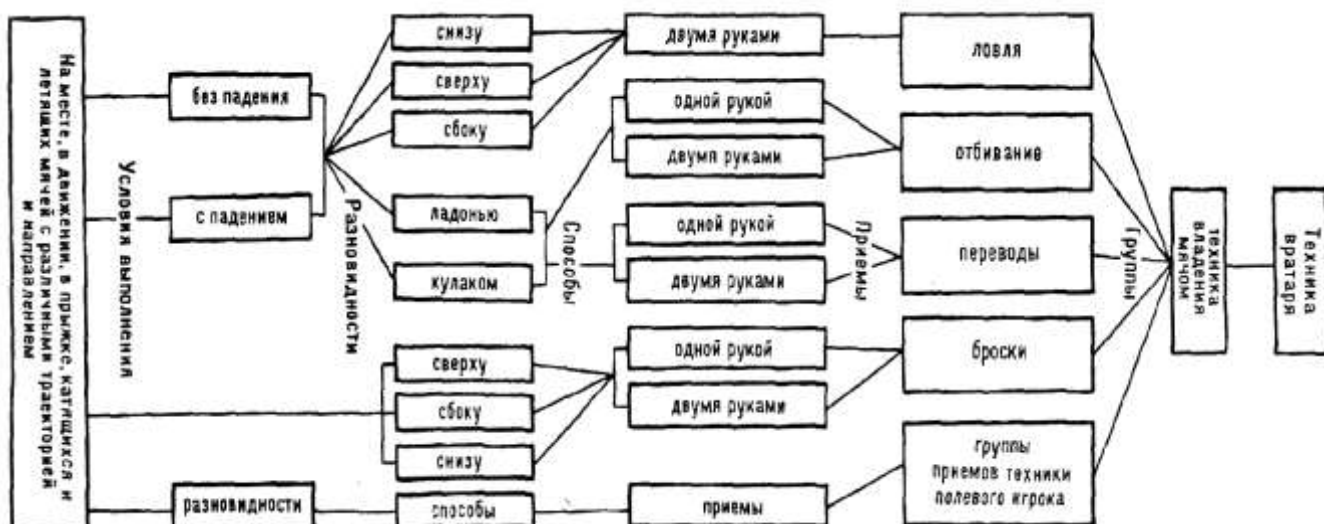 На месте, в движении, в прыжке, катящихся и
летящих мячей с различными траекторией
и направлением
Условия выполнения
без падения
с падением
разновидности
Разновидности
снизу
сверху
сбоку
ладонью
кулаком
сверху
сбоку
снизу
способы
Способы
двумя руками
одной рукой
двумя руками
одной рукой
двумя руками
одной рукой
двумя руками
приемы
Приемы
ловля
отбивание
переводы
броски
группы
приемов техники
полевого игрока
Группы
техника
владения
мячом
Техника
вратаря